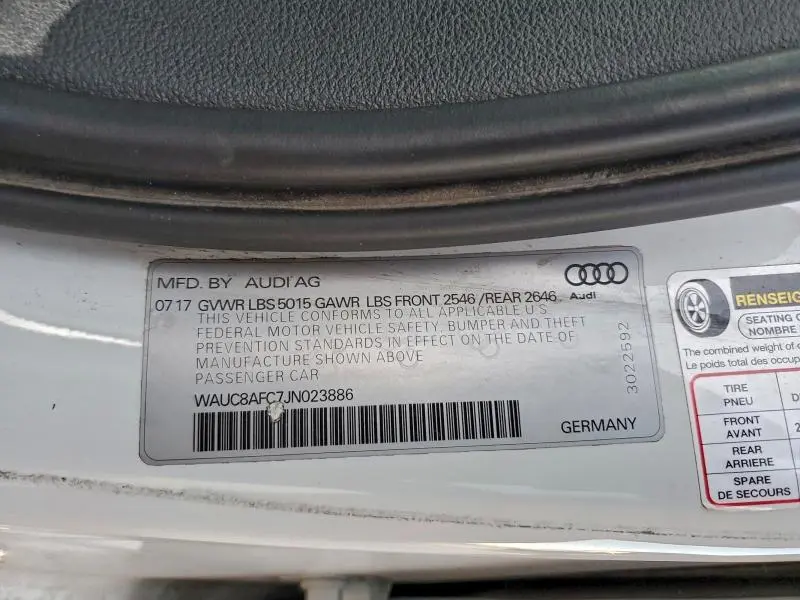 MFD. BY AUDI AG
07 17 GVWR LBS 5015 GAWR LBS FRONT 2546 / REAR 2646
Audi
THIS VEHICLE CONFORMS TO ALL APPLICABLE U.S.
FEDERAL MOTOR VEHICLE SAFETY, BUMPER AND THEFT
PREVENTION STANDARDS IN EFFECT ON THE DATE OF
MANUFACTURE SHOWN ABOVE
PASSENGER CAR
3022592
WAUC8AFC7JN023886
GERMANY
RENSEIG
SEATING C
NOMBRE
The combined weight of
Le poids total des occup
TIRE
PNEU
FRONT
AVANT
REAR
ARRIERE
SPARE
DE SECOURS